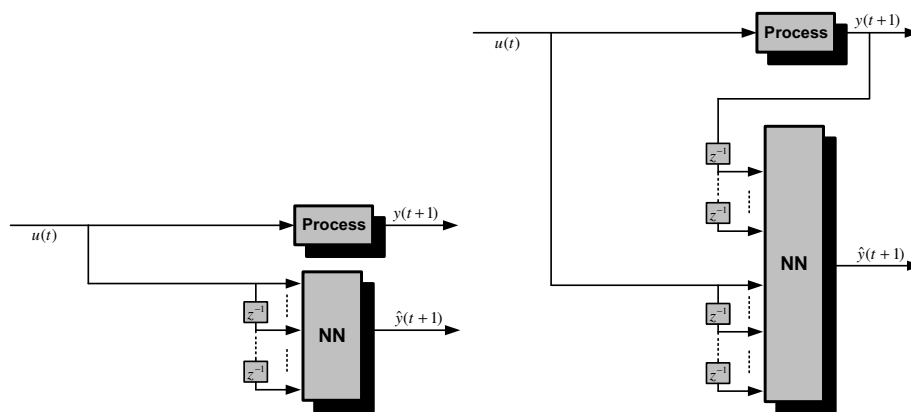 u(t)
Process
y(t+1)
z⁻¹
z⁻¹
NN
ŷ(t+1)
u(t)
Process
y(t+1)
z⁻¹
z⁻¹
z⁻¹
z⁻¹
NN
ŷ(t+1)